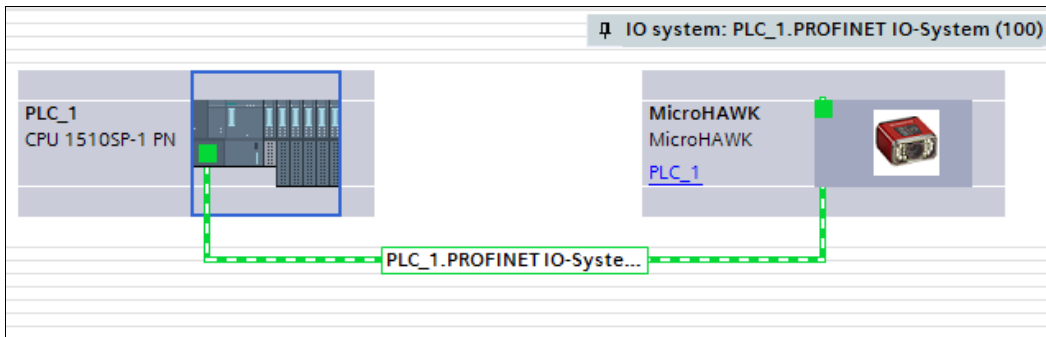 IO system: PLC_1.PROFINET IO-System (100)
PLC_1
CPU 1510SP-1 PN
MicroHAWK
MicroHAWK
PLC_1
PLC_1.PROFINET IO-Syste...